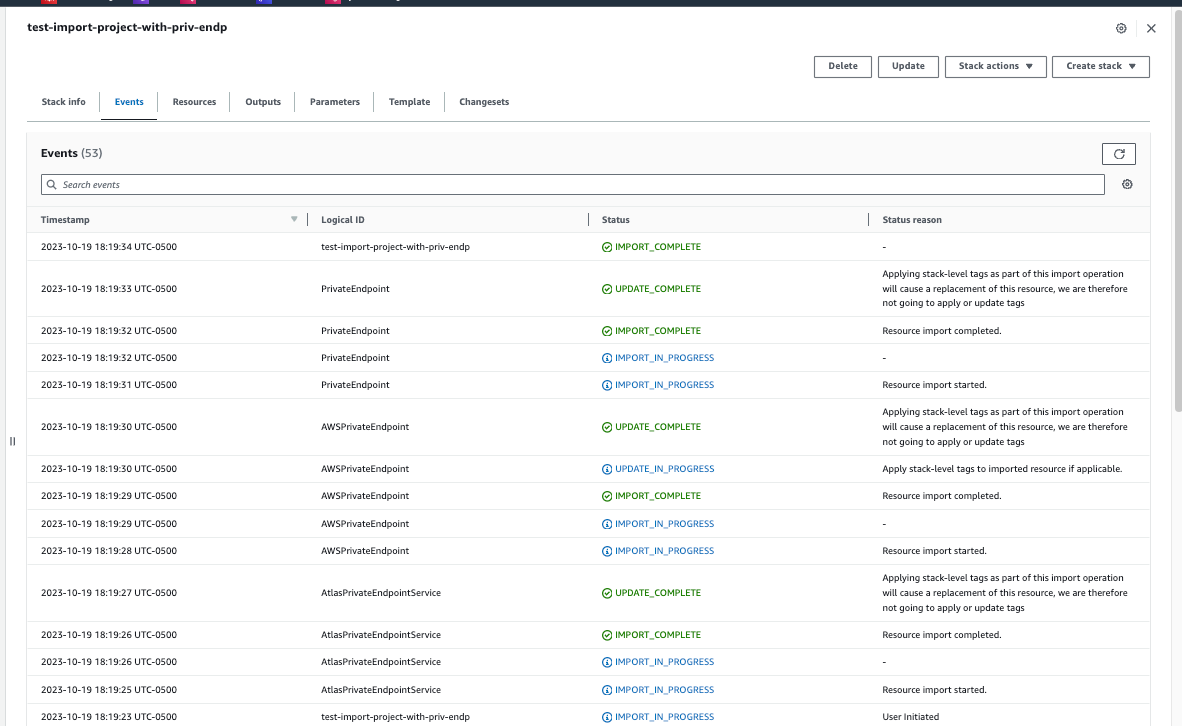 test-import-project-with-priv-endp
Delete Update Stack actions Create stack
Stack info Events Resources Outputs Parameters Template Changesets
Events (53)
Search events
Timestamp Logical ID Status Status reason
2023-10-19 18:19:34 UTC-0500 test-import-project-with-priv-endp IMPORT_COMPLETE -
2023-10-19 18:19:33 UTC-0500 PrivateEndpoint UPDATE_COMPLETE Applying stack-level tags as part of this import operation
will cause a replacement of this resource, we are therefore
not going to apply or update tags
2023-10-19 18:19:32 UTC-0500 PrivateEndpoint IMPORT_COMPLETE Resource import completed.
2023-10-19 18:19:32 UTC-0500 PrivateEndpoint IMPORT_IN_PROGRESS -
2023-10-19 18:19:31 UTC-0500 PrivateEndpoint IMPORT_IN_PROGRESS Resource import started.
2023-10-19 18:19:30 UTC-0500 AWSPrivateEndpoint UPDATE_COMPLETE Applying stack-level tags as part of this import operation
will cause a replacement of this resource, we are therefore
not going to apply or update tags
2023-10-19 18:19:30 UTC-0500 AWSPrivateEndpoint UPDATE_IN_PROGRESS Apply stack-level tags to imported resource if applicable.
2023-10-19 18:19:29 UTC-0500 AWSPrivateEndpoint IMPORT_COMPLETE Resource import completed.
2023-10-19 18:19:29 UTC-0500 AWSPrivateEndpoint IMPORT_IN_PROGRESS -
2023-10-19 18:19:28 UTC-0500 AWSPrivateEndpoint IMPORT_IN_PROGRESS Resource import started.
2023-10-19 18:19:27 UTC-0500 AtlasPrivateEndpointService UPDATE_COMPLETE Applying stack-level tags as part of this import operation
will cause a replacement of this resource, we are therefore
not going to apply or update tags
2023-10-19 18:19:26 UTC-0500 AtlasPrivateEndpointService IMPORT_COMPLETE Resource import completed.
2023-10-19 18:19:26 UTC-0500 AtlasPrivateEndpointService IMPORT_IN_PROGRESS -
2023-10-19 18:19:25 UTC-0500 AtlasPrivateEndpointService IMPORT_IN_PROGRESS Resource import started.
2023-10-19 18:19:23 UTC-0500 test-import-project-with-priv-endp IMPORT_IN_PROGRESS User Initiated